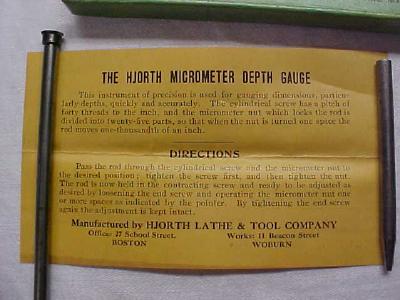 THE HJORTH MICROMETER DEPTH GAUGE
This instrument of precision is used for gauging dimensions, particu-
larly depths, quickly and accurately. The cylindrical screw has a pitch of
forty threads to the inch, and the micrometer nut which locks the rod is
divided into twenty-five parts, so that when the nut is turned one space the
rod moves one-thousandth of an inch.
DIRECTIONS
Pass the rod through the cylindrical screw and the micrometer nut to
the desired position; tighten the screw first, and then tighten the nut.
The rod is now held in the contracting screw and ready to be adjusted as
desired by loosening the end screw and operating the micrometer nut one
or more spaces as indicated by the pointer. By tightening the end screw
again the adjustment is kept intact.
Manufactured by HJORTH LATHE & TOOL COMPANY
Office: 27 School Street. Works: 11 Beacon Street
BOSTON WOBURN